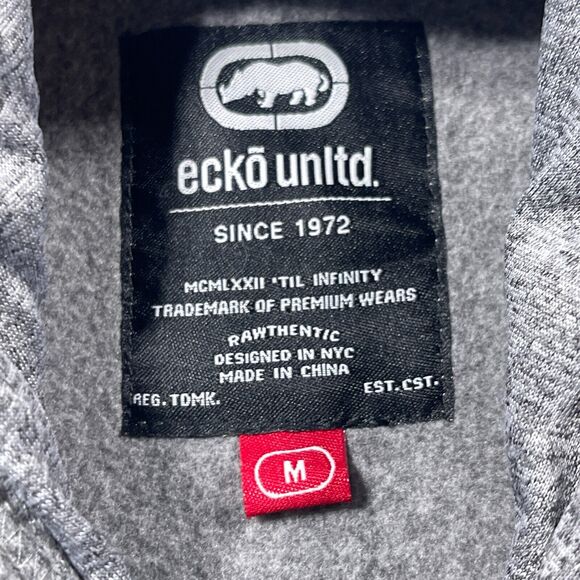 eckō unltd.
SINCE 1972
MCMLXXII 'TIL INFINITY
TRADEMARK OF PREMIUM WEARS
RAWTHENTIC
DESIGNED IN NYC
MADE IN CHINA
REG. TDMK. EST. CST.
M